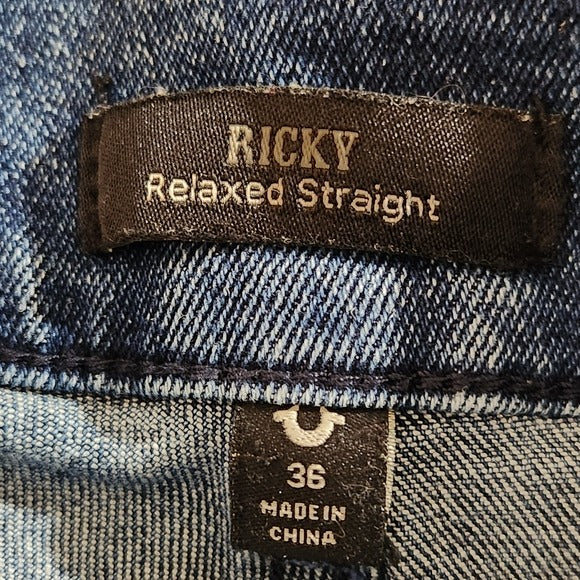 RICKY
Relaxed Straight
36
MADE IN
CHINA